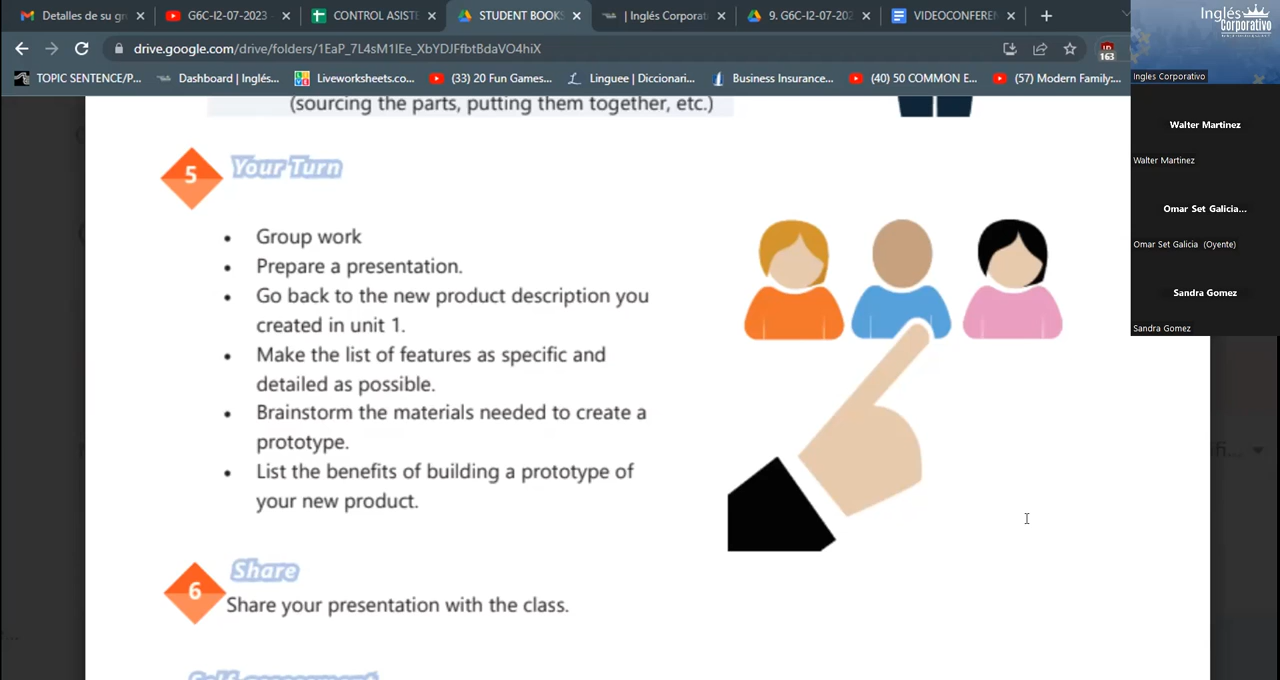 Detalles de su gr
G6C-I2-07-2023 -
CONTROL ASISTE
STUDENT BOOKS
| Inglés Corporati
9. G6C-I2-07-202
VIDEOCONFEREN
drive.google.com/drive/folders/1EaP_7L4sM1IEe_XbYDJFfbtBdaVO4hiX
163
TOPIC SENTENCE/P...
Dashboard | Inglés...
Liveworksheets.co...
(33) 20 Fun Games...
Linguee | Diccionari...
Business Insurance...
(40) 50 COMMON E...
(57) Modern Family:...
Inglés
Corporativo
Ingles Corporativo
Walter Martinez
Walter Martinez
Omar Set Galicia...
Omar Set Galicia (Oyente)
Sandra Gomez
Sandra Gomez
(sourcing the parts, putting them together, etc.)
5 Your Turn
• Group work
• Prepare a presentation.
• Go back to the new product description you
created in unit 1.
• Make the list of features as specific and
detailed as possible.
• Brainstorm the materials needed to create a
prototype.
• List the benefits of building a prototype of
your new product.
6 Share
Share your presentation with the class.
Self-assessment